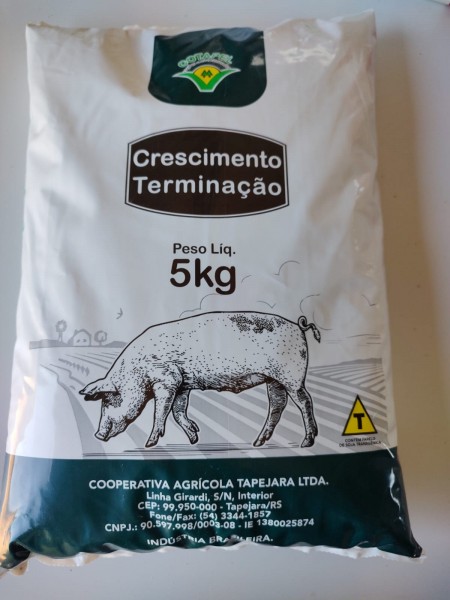 COTAPEL
Crescimento
Terminação
Peso Líq.
5kg
T
COOPERATIVA AGRÍCOLA TAPEJARA LTDA.
Linha Girardi, S/N, Interior
CEP: 99.950-000 - Tapejara/RS
Fone/Fax: (54) 3344-1857
CNPJ.: 90.597.998/0003-08 - IE 1380025874
INDÚSTRIA BRASILEIRA.